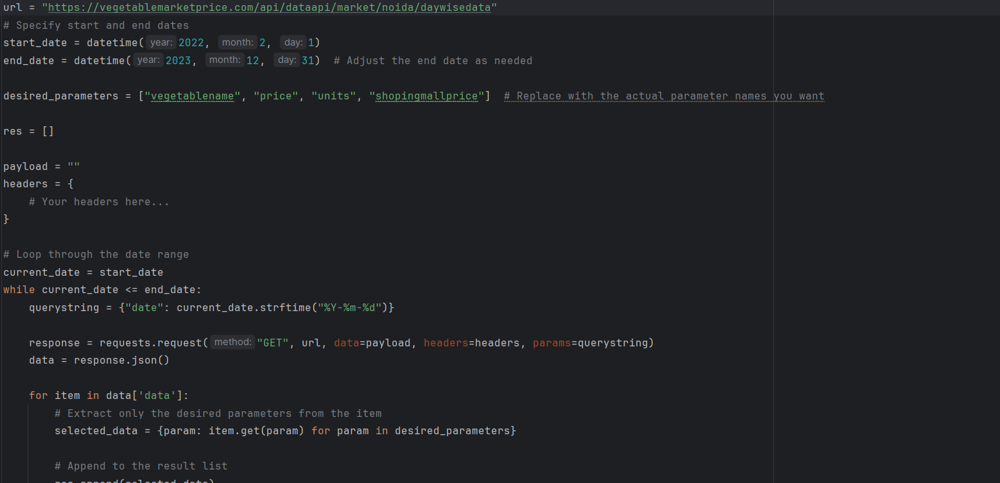 url = "https://vegetablemarketprice.com/api/dataapi/market/noida/daywisedata"
# Specify start and end dates
start_date = datetime( year: 2022, month: 2, day: 1)
end_date = datetime( year: 2023, month: 12, day: 31)  # Adjust the end date as needed
desired_parameters = ["vegetablename", "price", "units", "shopingmallprice"]  # Replace with the actual parameter names you want
res = []
payload = ""
headers = {
    # Your headers here...
}
# Loop through the date range
current_date = start_date
while current_date <= end_date:
    querystring = {"date": current_date.strftime("%Y-%m-%d")}
    response = requests.request( method: "GET", url, data=payload, headers=headers, params=querystring)
    data = response.json()
    for item in data['data']:
        # Extract only the desired parameters from the item
        selected_data = {param: item.get(param) for param in desired_parameters}
        # Append to the result list
        res.append(selected_data)